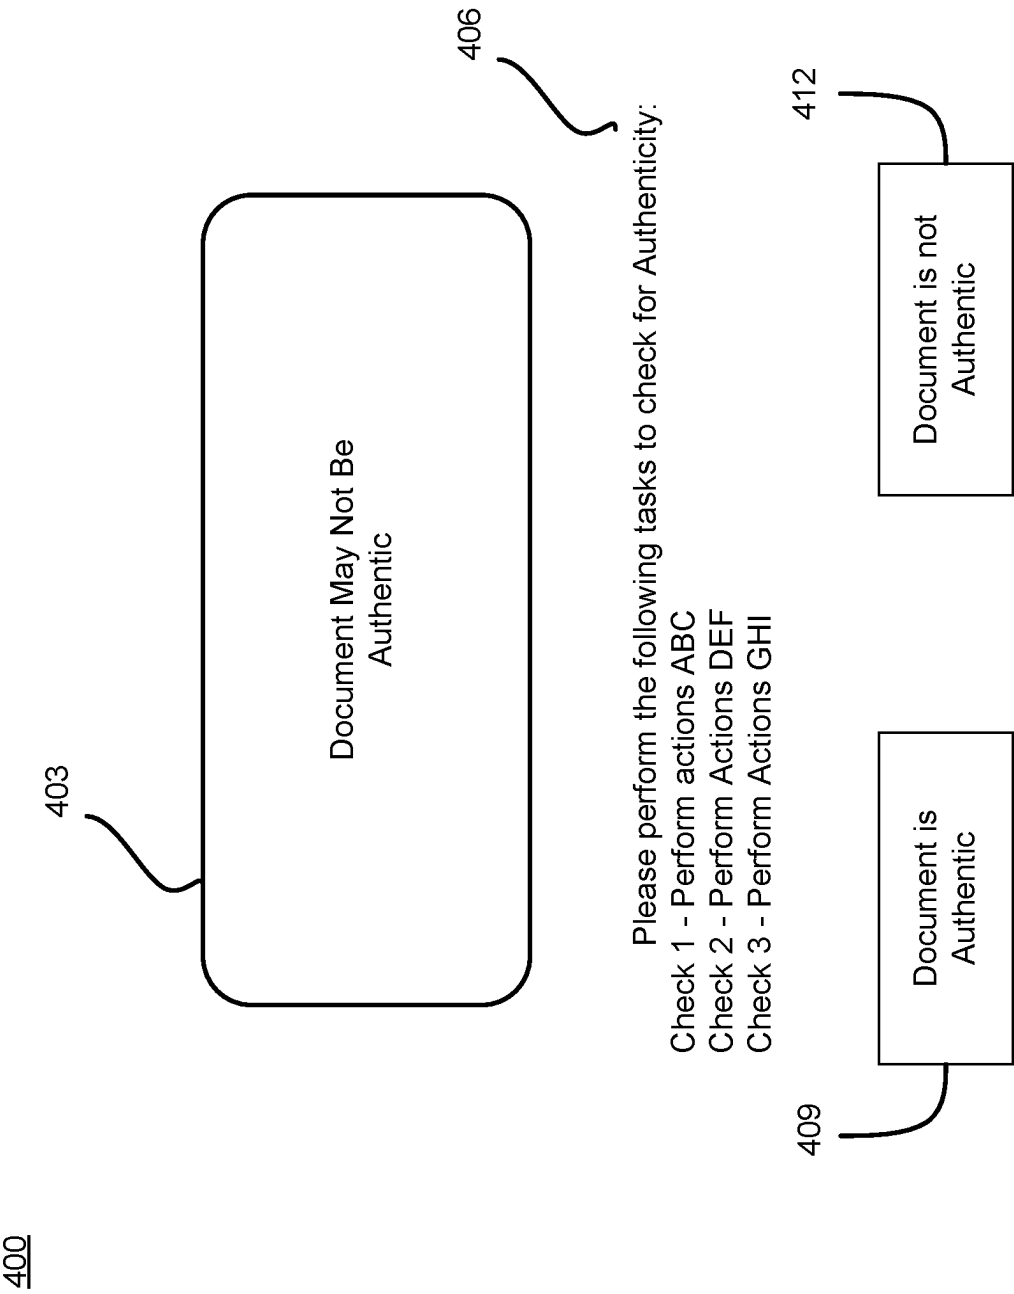 400
403
Document May Not Be
Authentic
406
Please perform the following tasks to check for Authenticity:
Check 1 - Perform actions ABC
Check 2 - Perform Actions DEF
Check 3 - Perform Actions GHI
409
Document is
Authentic
412
Document is not
Authentic